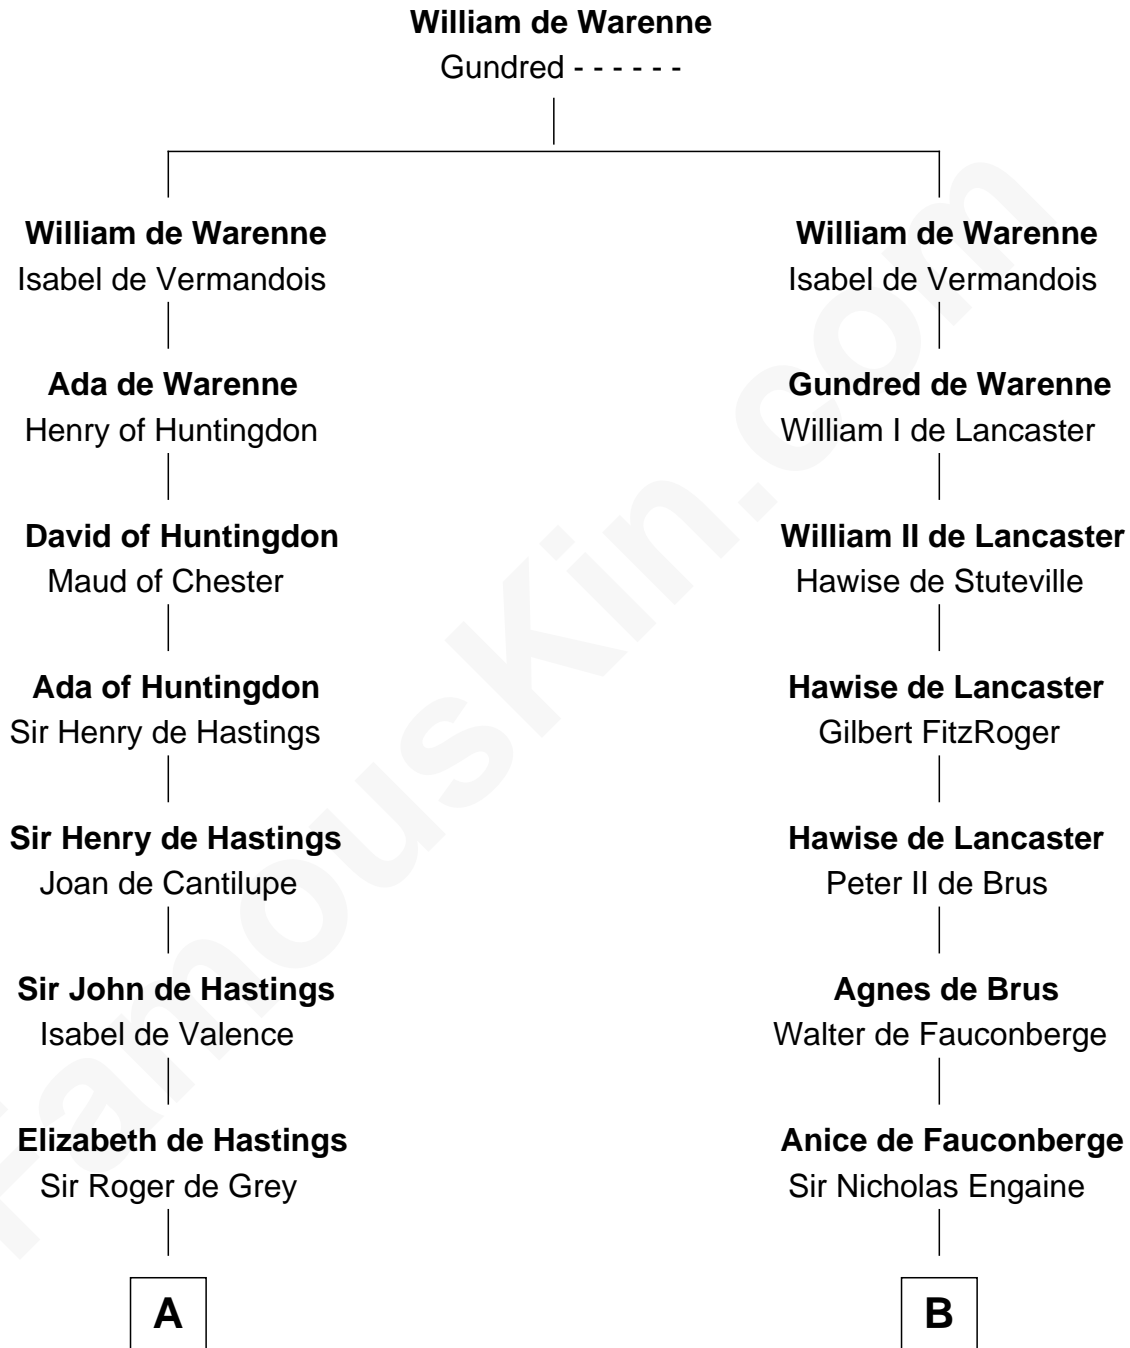 William de Warenne
Gundred - - - - - -
William de Warenne
Isabel de Vermandois
William de Warenne
Isabel de Vermandois
Ada de Warenne
Henry of Huntingdon
Gundred de Warenne
William I de Lancaster
David of Huntingdon
Maud of Chester
William II de Lancaster
Hawise de Stuteville
Ada of Huntingdon
Sir Henry de Hastings
Hawise de Lancaster
Gilbert FitzRoger
Sir Henry de Hastings
Joan de Cantilupe
Hawise de Lancaster
Peter II de Brus
Sir John de Hastings
Isabel de Valence
Agnes de Brus
Walter de Fauconberge
Elizabeth de Hastings
Sir Roger de Grey
Anice de Fauconberge
Sir Nicholas Engaine
A
B
FamousKin.com